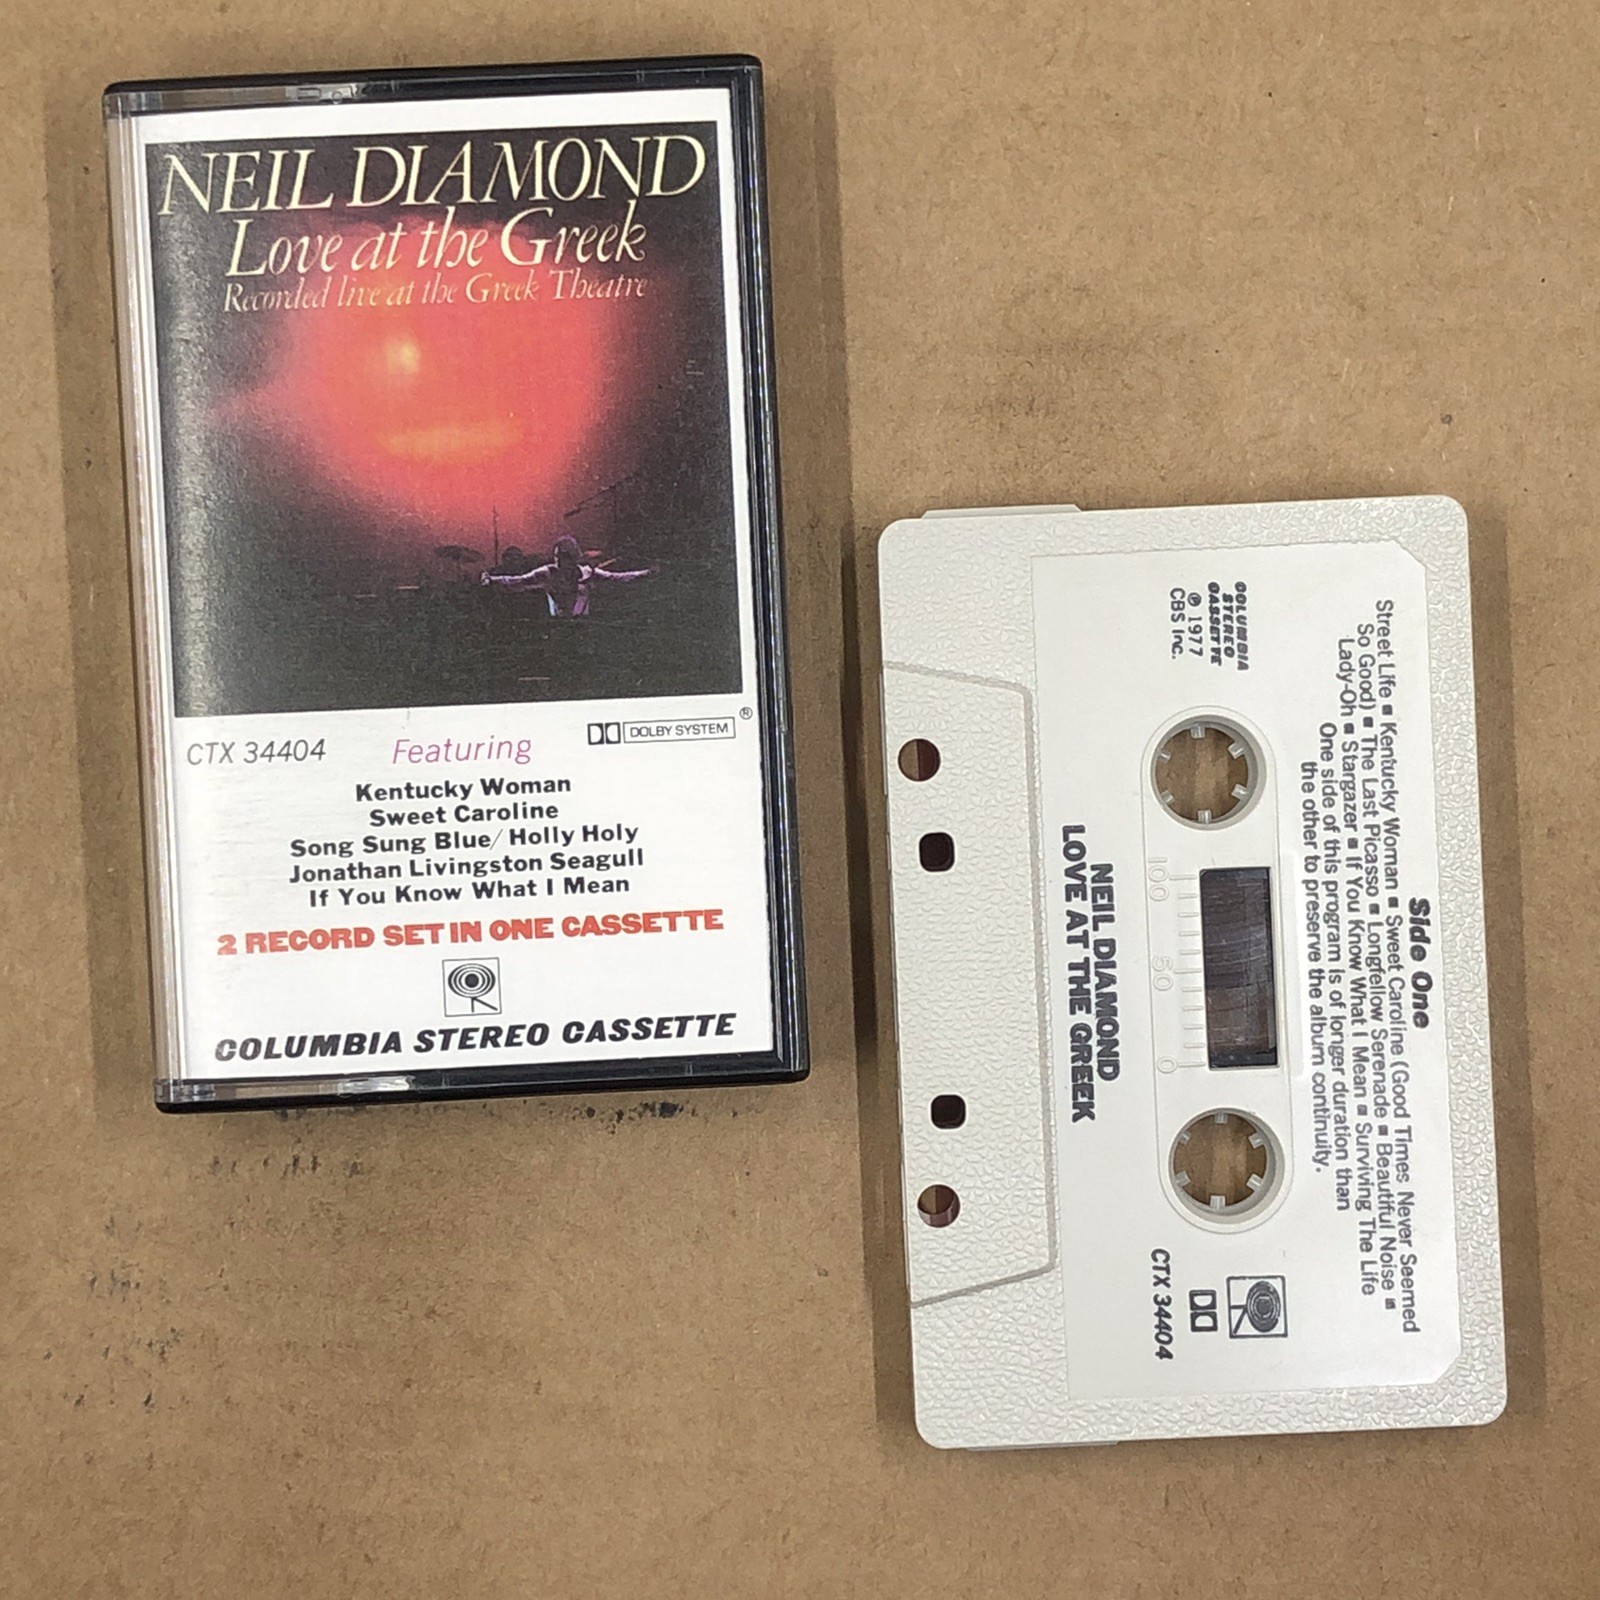 NEIL DIAMOND
Love at the Greek
Recorded live at the Greek Theatre
CTX 34404
Featuring
DOLBY SYSTEM ®
Kentucky Woman
Sweet Caroline
Song Sung Blue/Holly Holy
Jonathan Livingston Seagull
If You Know What I Mean
2 RECORD SET IN ONE CASSETTE
COLUMBIA STEREO CASSETTE
Side One
Street Life ■ Kentucky Woman ■ Sweet Caroline (Good Times Never Seemed
So Good) ■ The Last Picasso ■ Longfellow Serenade ■ Beautiful Noise ■
Lady-Oh ■ Stargazer ■ If You Know What I Mean ■ Surviving The Life
One side of this program is of longer duration than
the other to preserve the album continuity.
COLUMBIA
STEREO
CASSETTE
℗ 1977
CBS Inc.
100 50 0
NEIL DIAMOND
LOVE AT THE GREEK
CTX 34404